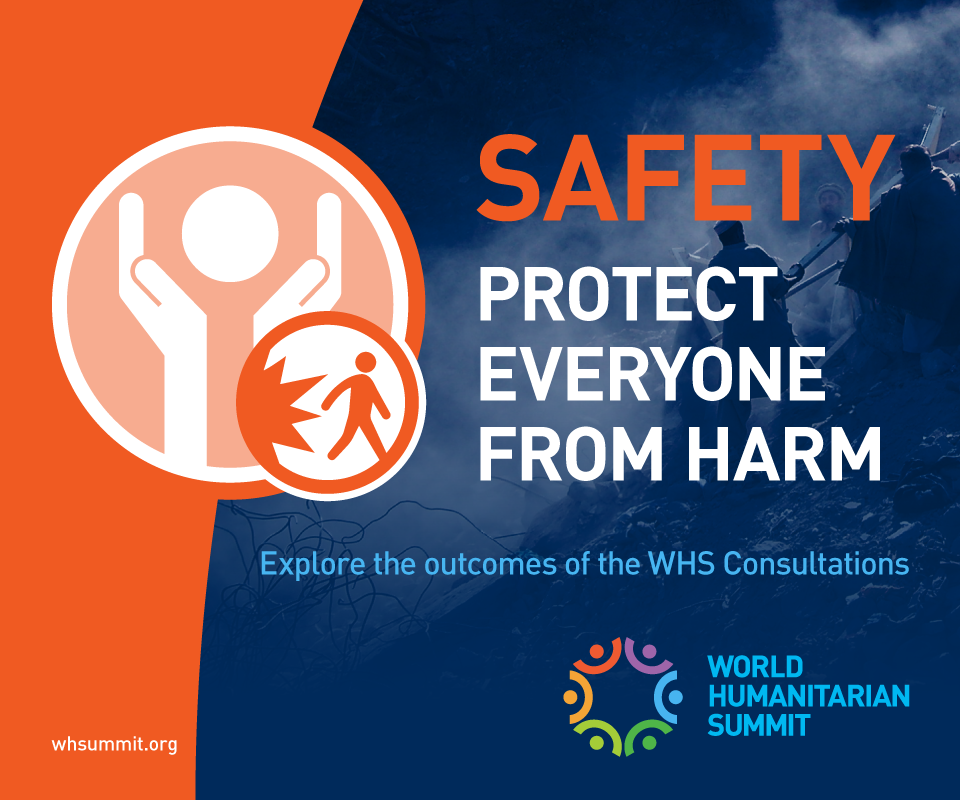 SAFETY
PROTECT
EVERYONE
FROM HARM
Explore the outcomes of the WHS Consultations
WORLD
HUMANITARIAN
SUMMIT
whsummit.org